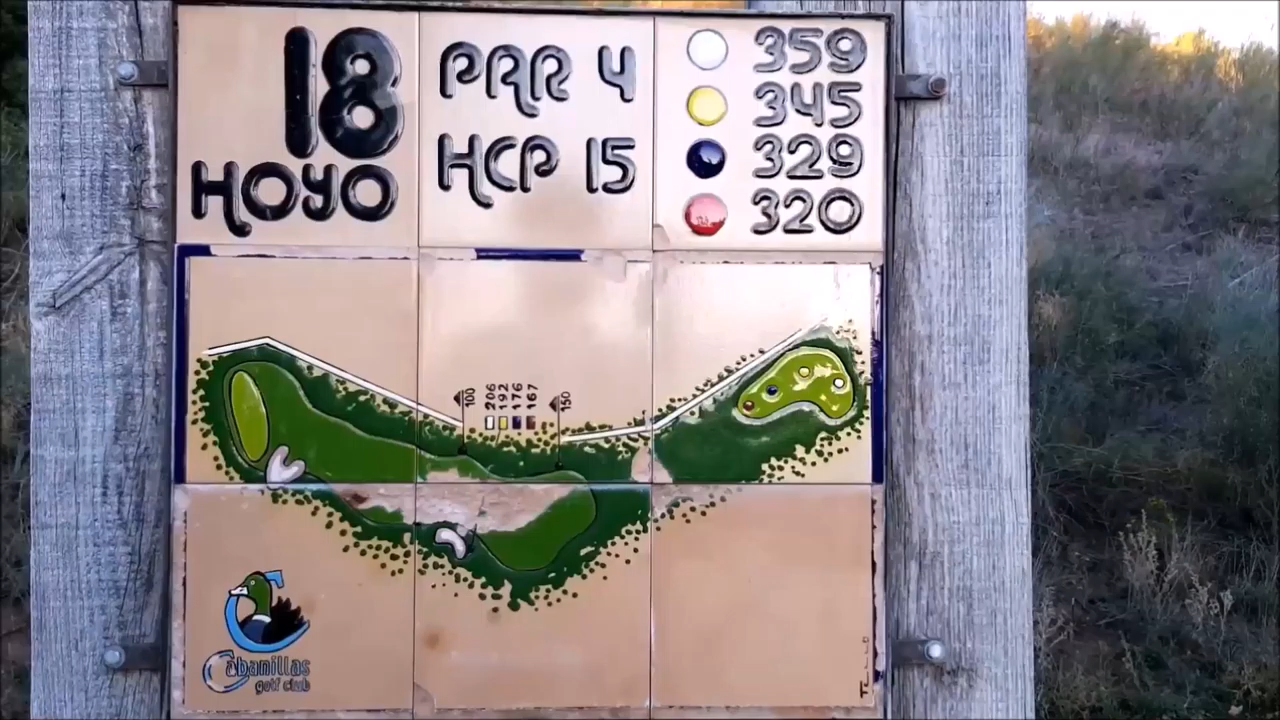 18
HOYO
PAR 4
HCP 15
359
345
329
320
100
206
192
176
167
150
Cabanillas
golf club
TELLO